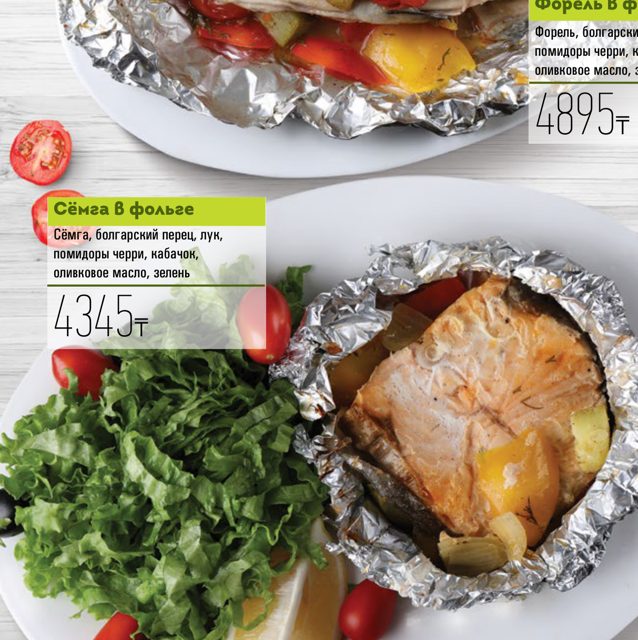 Форель в ф
Форель, болгарски
помидоры черри, к
оливковое масло, з
4895₸
Сёмга в фольге
Сёмга, болгарский перец, лук,
помидоры черри, кабачок,
оливковое масло, зелень
4345₸